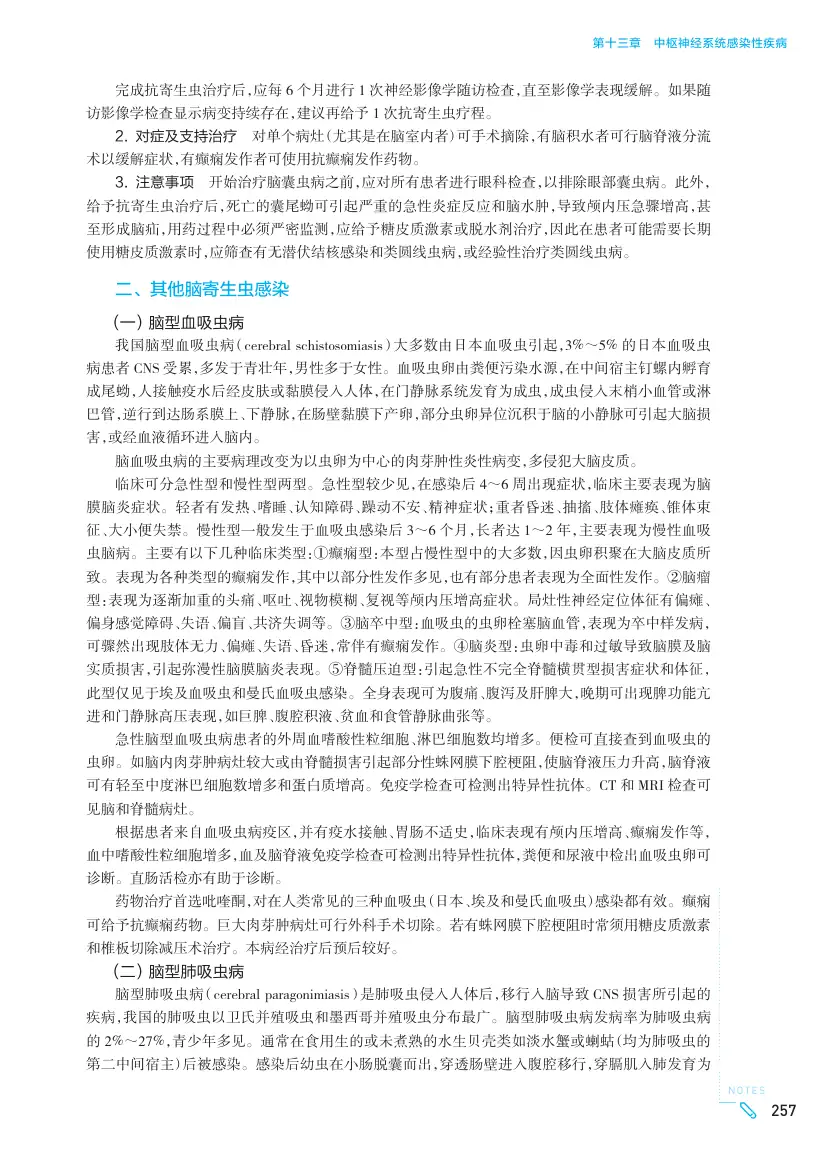 第十三章 中枢神经系统感染性疾病
完成抗寄生虫治疗后,应每 6 个月进行 1 次神经影像学随访检查,直至影像学表现缓解。如果随
访影像学检查显示病变持续存在,建议再给予 1 次抗寄生虫疗程。
2. 对症及支持治疗 对单个病灶(尤其是在脑室内者)可手术摘除,有脑积水者可行脑脊液分流
术以缓解症状,有癫痫发作者可使用抗癫痫发作药物。
3. 注意事项 开始治疗脑囊虫病之前,应对所有患者进行眼科检查,以排除眼部囊虫病。此外,
给予抗寄生虫治疗后,死亡的囊尾蚴可引起严重的急性炎症反应和脑水肿,导致颅内压急骤增高,甚
至形成脑疝,用药过程中必须严密监测,应给予糖皮质激素或脱水剂治疗,因此在患者可能需要长期
使用糖皮质激素时,应筛查有无潜伏结核感染和类圆线虫病,或经验性治疗类圆线虫病。
二、其他脑寄生虫感染
(一)脑型血吸虫病
我国脑型血吸虫病(cerebral schistosomiasis)大多数由日本血吸虫引起,3%~5% 的日本血吸虫
病患者 CNS 受累,多发于青壮年,男性多于女性。血吸虫卵由粪便污染水源,在中间宿主钉螺内孵育
成尾蚴,人接触疫水后经皮肤或黏膜侵入人体,在门静脉系统发育为成虫,成虫侵入末梢小血管或淋
巴管,逆行到达肠系膜上、下静脉,在肠壁黏膜下产卵,部分虫卵异位沉积于脑的小静脉可引起大脑损
害,或经血液循环进入脑内。
脑血吸虫病的主要病理改变为以虫卵为中心的肉芽肿性炎性病变,多侵犯大脑皮质。
临床可分急性型和慢性型两型。急性型较少见,在感染后 4~6 周出现症状,临床主要表现为脑
膜脑炎症状。轻者有发热、嗜睡、认知障碍、躁动不安、精神症状;重者昏迷、抽搐、肢体瘫痪、锥体束
征、大小便失禁。慢性型一般发生于血吸虫感染后 3~6 个月,长者达 1~2 年,主要表现为慢性血吸
虫脑病。主要有以下几种临床类型:①癫痫型:本型占慢性型中的大多数,因虫卵积聚在大脑皮质所
致。表现为各种类型的癫痫发作,其中以部分性发作多见,也有部分患者表现为全面性发作。②脑瘤
型:表现为逐渐加重的头痛、呕吐、视物模糊、复视等颅内压增高症状。局灶性神经定位体征有偏瘫、
偏身感觉障碍、失语、偏盲、共济失调等。③脑卒中型:血吸虫的虫卵栓塞脑血管,表现为卒中样发病,
可骤然出现肢体无力、偏瘫、失语、昏迷,常伴有癫痫发作。④脑炎型:虫卵中毒和过敏导致脑膜及脑
实质损害,引起弥漫性脑膜脑炎表现。⑤脊髓压迫型:引起急性不完全脊髓横贯型损害症状和体征,
此型仅见于埃及血吸虫和曼氏血吸虫感染。全身表现可为腹痛、腹泻及肝脾大,晚期可出现脾功能亢
进和门静脉高压表现,如巨脾、腹腔积液、贫血和食管静脉曲张等。
急性脑型血吸虫病患者的外周血嗜酸性粒细胞、淋巴细胞数均增多。便检可直接查到血吸虫的
虫卵。如脑内肉芽肿病灶较大或由脊髓损害引起部分性蛛网膜下腔梗阻,使脑脊液压力升高,脑脊液
可有轻至中度淋巴细胞数增多和蛋白质增高。免疫学检查可检测出特异性抗体。CT 和 MRI 检查可
见脑和脊髓病灶。
根据患者来自血吸虫病疫区,并有疫水接触、胃肠不适史,临床表现有颅内压增高、癫痫发作等,
血中嗜酸性粒细胞增多,血及脑脊液免疫学检查可检测出特异性抗体,粪便和尿液中检出血吸虫卵可
诊断。直肠活检亦有助于诊断。
药物治疗首选吡喹酮,对在人类常见的三种血吸虫(日本、埃及和曼氏血吸虫)感染都有效。癫痫
可给予抗癫痫药物。巨大肉芽肿病灶可行外科手术切除。若有蛛网膜下腔梗阻时常须用糖皮质激素
和椎板切除减压术治疗。本病经治疗后预后较好。
(二)脑型肺吸虫病
脑型肺吸虫病(cerebral paragonimiasis)是肺吸虫侵入人体后,移行入脑导致 CNS 损害所引起的
疾病,我国的肺吸虫以卫氏并殖吸虫和墨西哥并殖吸虫分布最广。脑型肺吸虫病发病率为肺吸虫病
的 2%~27%,青少年多见。通常在食用生的或未煮熟的水生贝壳类如淡水蟹或蝲蛄(均为肺吸虫的
第二中间宿主)后被感染。感染后幼虫在小肠脱囊而出,穿透肠壁进入腹腔移行,穿膈肌入肺发育为
NOTES
257